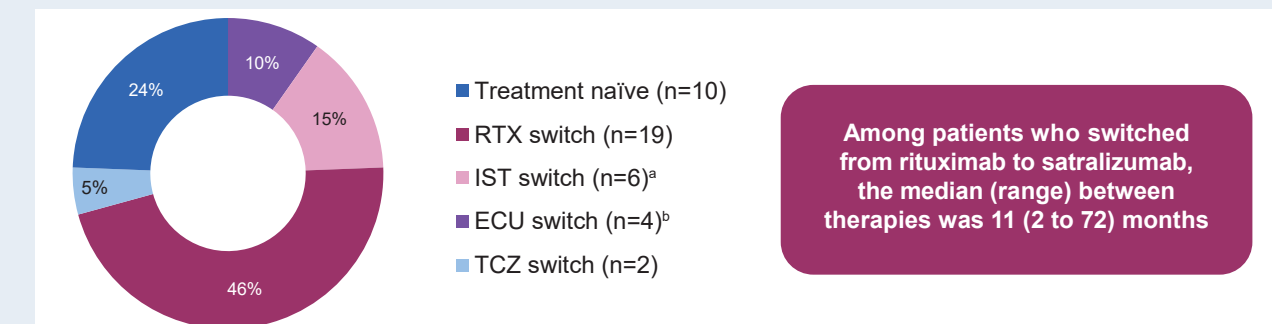 10%
24%
15%
5%
46%
Treatment naïve (n=10)
RTX switch (n=19)
IST switch (n=6)ᵃ
ECU switch (n=4)ᵇ
TCZ switch (n=2)
Among patients who switched
from rituximab to satralizumab,
the median (range) between
therapies was 11 (2 to 72) months